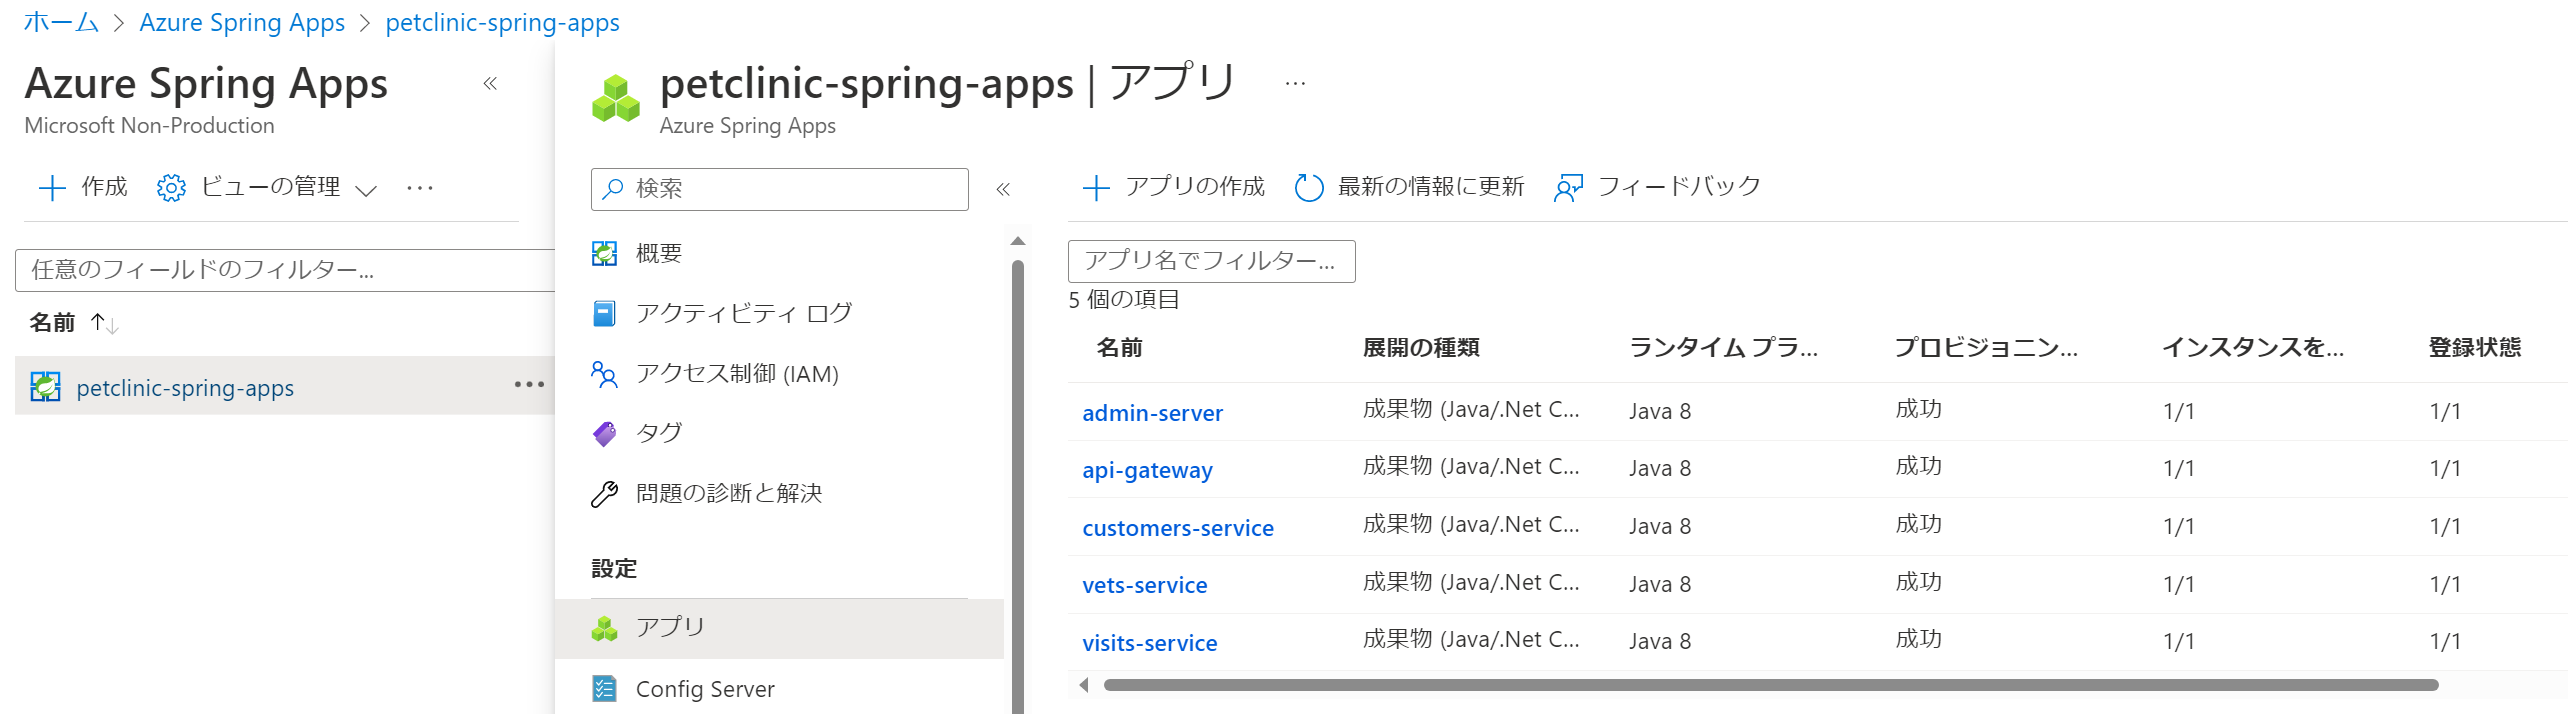 ホーム > Azure Spring Apps > petclinic-spring-apps
Azure Spring Apps «
Microsoft Non-Production
作成 ビューの管理 ...
任意のフィールドのフィルター...
名前 ↑↓
petclinic-spring-apps ...
petclinic-spring-apps | アプリ ...
Azure Spring Apps
検索 «
概要
アクティビティ ログ
アクセス制御 (IAM)
タグ
問題の診断と解決
設定
アプリ
Config Server
アプリの作成 最新の情報に更新 フィードバック
アプリ名でフィルター...
5 個の項目
名前 展開の種類 ランタイム プラ... プロビジョニン... インスタンスを... 登録状態
admin-server 成果物 (Java/.Net C... Java 8 成功 1/1 1/1
api-gateway 成果物 (Java/.Net C... Java 8 成功 1/1 1/1
customers-service 成果物 (Java/.Net C... Java 8 成功 1/1 1/1
vets-service 成果物 (Java/.Net C... Java 8 成功 1/1 1/1
visits-service 成果物 (Java/.Net C... Java 8 成功 1/1 1/1